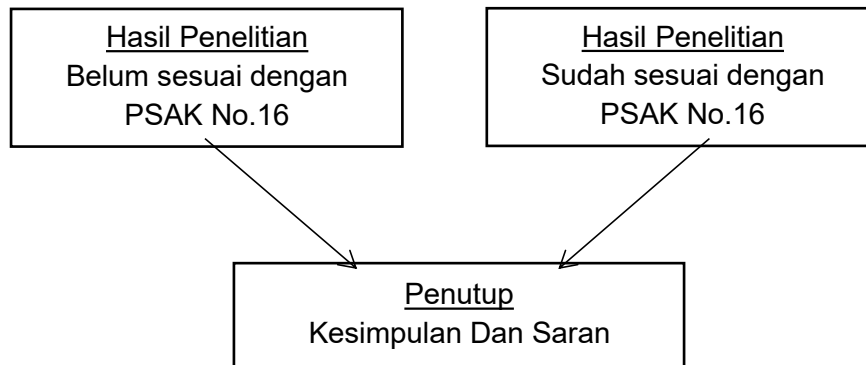 Hasil Penelitian
Belum sesuai dengan
PSAK No.16
Hasil Penelitian
Sudah sesuai dengan
PSAK No.16
Penutup
Kesimpulan Dan Saran